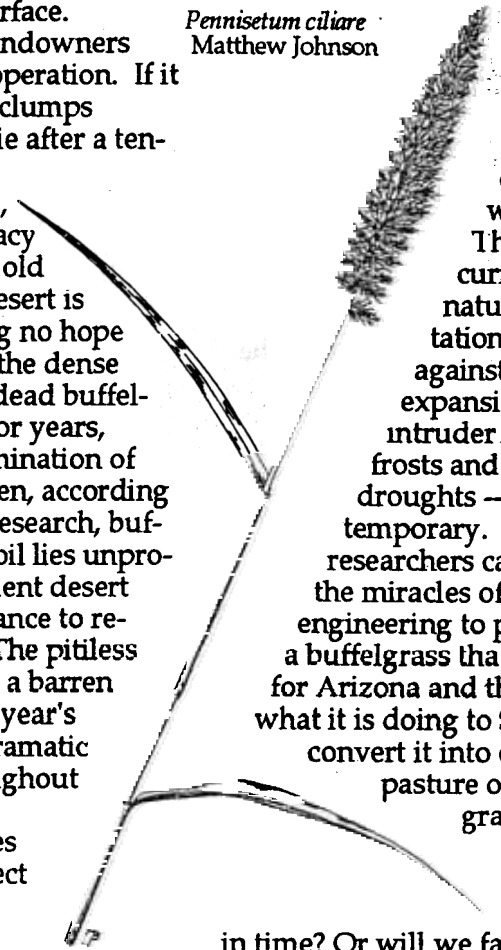 Pennisetum ciliare
Matthew Johnson
rface.
ndowners
operation. If it
clumps
ie after a ten-
,
acy
old
esert is
g no hope
the dense
dead buffel-
or years,
nination of
en, according
esearch, buf-
oil lies unpro-
ient desert
ance to re-
The pitiless
a barren
year's
ramatic
ughout
es
ect
w
Th
curr
natu
tation
against
expansi
intruder
frosts and
droughts —
temporary.
researchers ca
the miracles of
engineering to p
a buffelgrass tha
for Arizona and th
what it is doing to S
convert it into
pasture o
gra
in time? Or will we fa